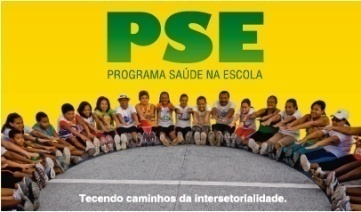 PSE
PROGRAMA SAÚDE NA ESCOLA
Tecendo caminhos da intersetorialidade.